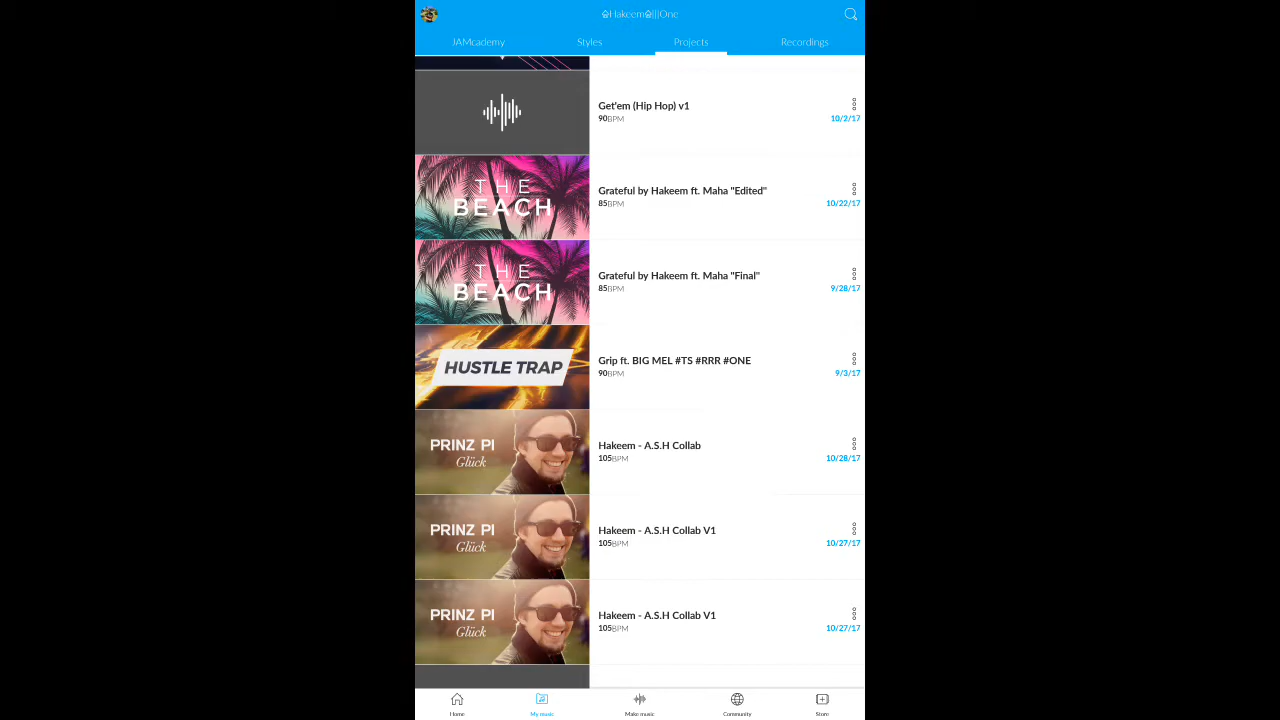 ⌂Hakeem⌂|||One
JAMcademy Styles Projects Recordings
Get'em (Hip Hop) v1
90BPM 10/2/17
THE
BEACH
Grateful by Hakeem ft. Maha "Edited"
85BPM 10/22/17
THE
BEACH
Grateful by Hakeem ft. Maha "Final"
85BPM 9/28/17
HUSTLE TRAP
Grip ft. BIG MEL #TS #RRR #ONE
90BPM 9/3/17
PRINZ PI
Glück
Hakeem - A.S.H Collab
105BPM 10/28/17
PRINZ PI
Glück
Hakeem - A.S.H Collab V1
105BPM 10/27/17
PRINZ PI
Glück
Hakeem - A.S.H Collab V1
105BPM 10/27/17
Home My music Make music Community Store